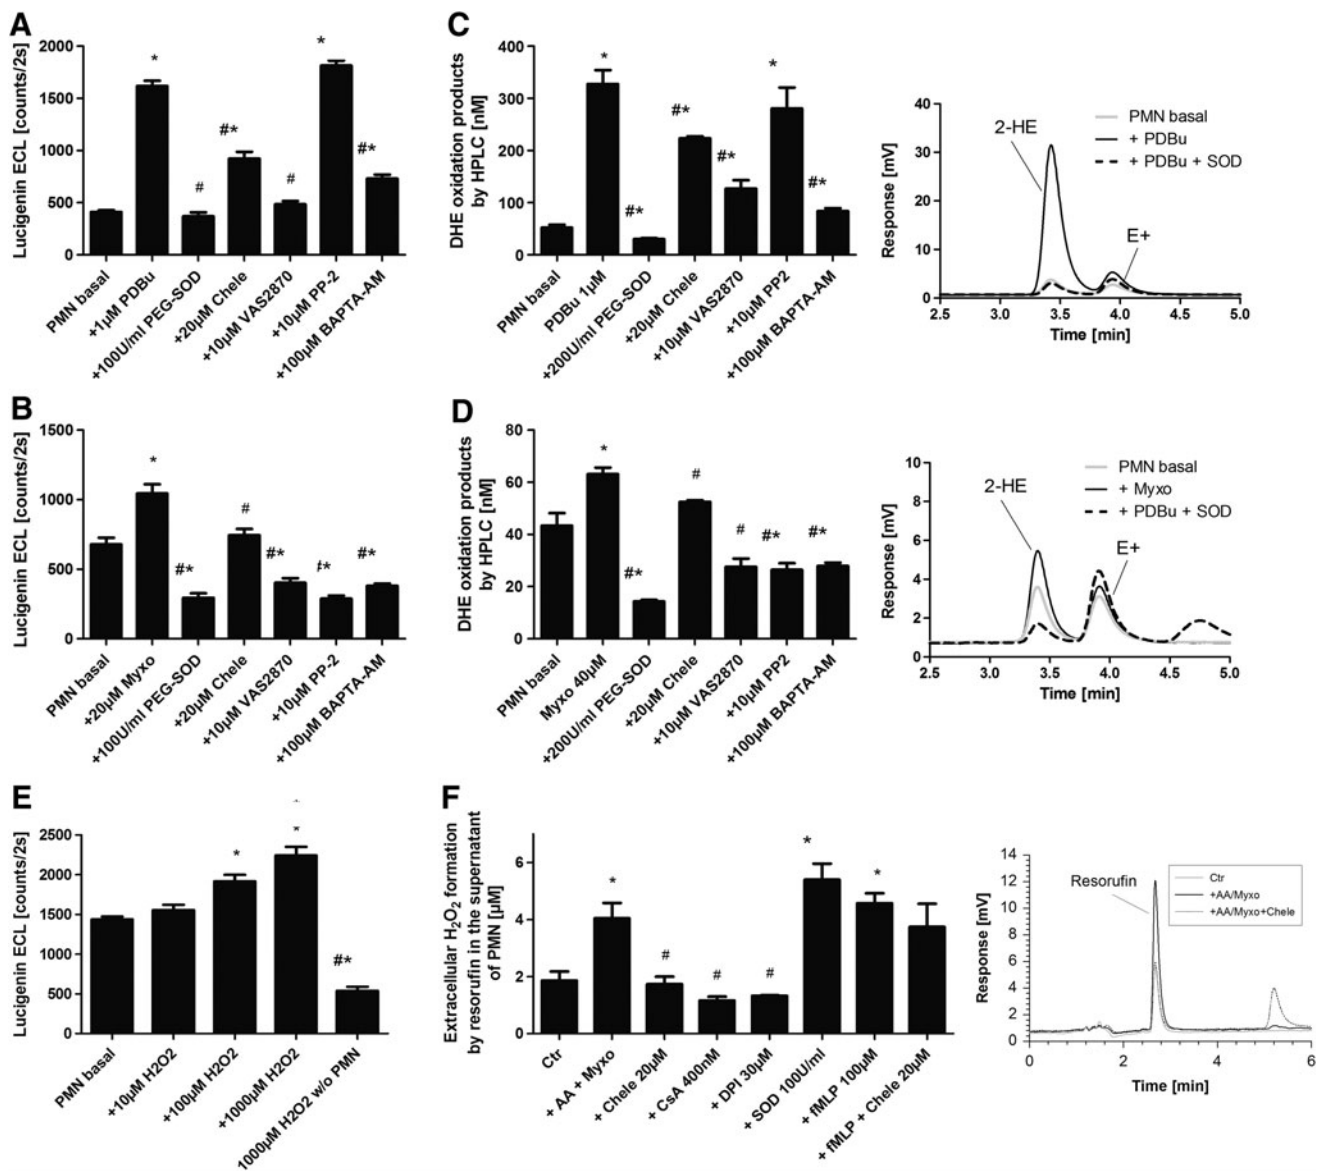 A
Lucigenin ECL [counts/2s]
2000
1500
1000
500
0
*
#
#*
#
*
#*
PMN basal
+1µM PDBu
+100U/ml PEG-SOD
+20µM Chele
+10µM VAS2870
+10µM PP-2
+100µM BAPTA-AM
C
DHE oxidation products
by HPLC [nM]
400
300
200
100
0
*
#*
#*
#*
*
#*
PMN basal
PDBu 1µM
+200U/ml PEG-SOD
+20µM Chele
+10µM VAS2870
+10µM PP2
+100µM BAPTA-AM
Response [mV]
40
30
20
10
0
2-HE
E+
PMN basal
+ PDBu
+ PDBu + SOD
2.5 3.0 3.5 4.0 4.5 5.0
Time [min]
B
Lucigenin ECL [counts/2s]
1500
1000
500
0
*
#*
#
#*
#*
PMN basal
+20µM Myxo
+100U/ml PEG-SOD
+20µM Chele
+10µM VAS2870
+10µM PP-2
+100µM BAPTA-AM
D
DHE oxidation products
by HPLC [nM]
80
60
40
20
0
*
#*
#
#
#*
#*
PMN basal
Myxo 40µM
+200U/ml PEG-SOD
+20µM Chele
+10µM VAS2870
+10µM PP2
+100µM BAPTA-AM
Response [mV]
10
8
6
4
2
0
2-HE
E+
PMN basal
+ Myxo
+ PDBu + SOD
2.5 3.0 3.5 4.0 4.5 5.0
Time [min]
E
Lucigenfin ECL [counts/2s]
2500
2000
1500
1000
500
0
*
*
#*
PMN basal
+10µM H2O2
+100µM H2O2
+1000µM H2O2
1000µM H2O2 w/o PMN
F
Extracellular H₂O₂ formation
by resorufin in the supernatant
of PMN [µM]
6
4
2
0
*
#
#
#
*
*
Ctr
+ AA + Myxo
+ Chele 20µM
+ CsA 400nM
+ DPI 30µM
+ SOD 100U/ml
+ fMLP 100µM
+ fMLP + Chele 20µM
Response [mV]
14
12
10
8
6
4
2
0
Resorufin
Ctr
+AA/Myxo
+AA/Myxo+Chele
0 2 4 6
Time [min]